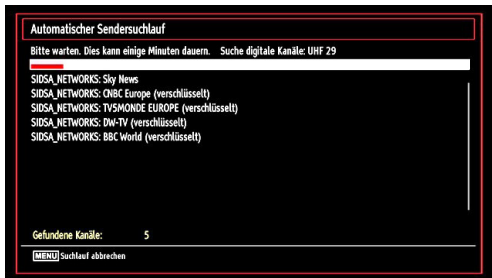 Automatischer Sendersuchlauf
Bitte warten. Dies kann einige Minuten dauern. Suche digitale Kanäle: UHF 29
SIDSA_NETWORKS: Sky News
SIDSA_NETWORKS: CNBC Europe (verschlüsselt)
SIDSA_NETWORKS: TV5MONDE EUROPE (verschlüsselt)
SIDSA_NETWORKS: DW-TV (verschlüsselt)
SIDSA_NETWORKS: BBC World (verschlüsselt)
Gefundene Kanäle: 5
MENU Suchlauf abbrechen